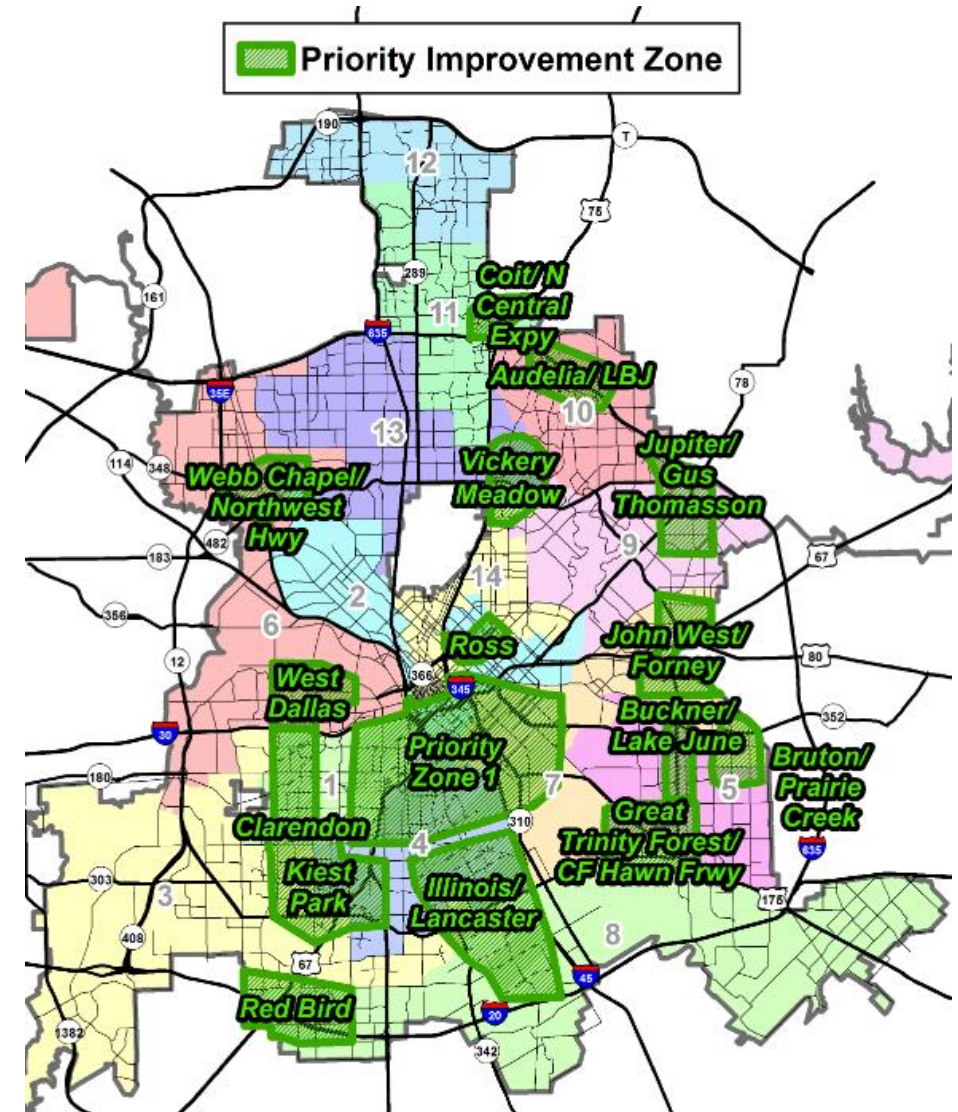 Priority Improvement Zone
190
T
12
75
289
161
Coit/ N
Central
Expy
11
635
35E
Audelia/ LBJ
78
10
13
Jupiter/
Gus
Thomasson
114
348
Webb Chapel/
Northwest
Hwy
Vickery
Meadow
482
183
9
67
14
2
356
6
Ross
John West/
Forney
12
80
366
345
West
Dallas
Buckner/
Lake June
352
30
Priority
Zone 1
Bruton/
Prairie
Creek
180
1
7
5
310
Clarendon
Great
Trinity Forest/
CF Hawn Frwy
4
635
Kiest
Park
Illinois/
Lancaster
303
3
175
408
8
67
45
Red Bird
20
1382
342